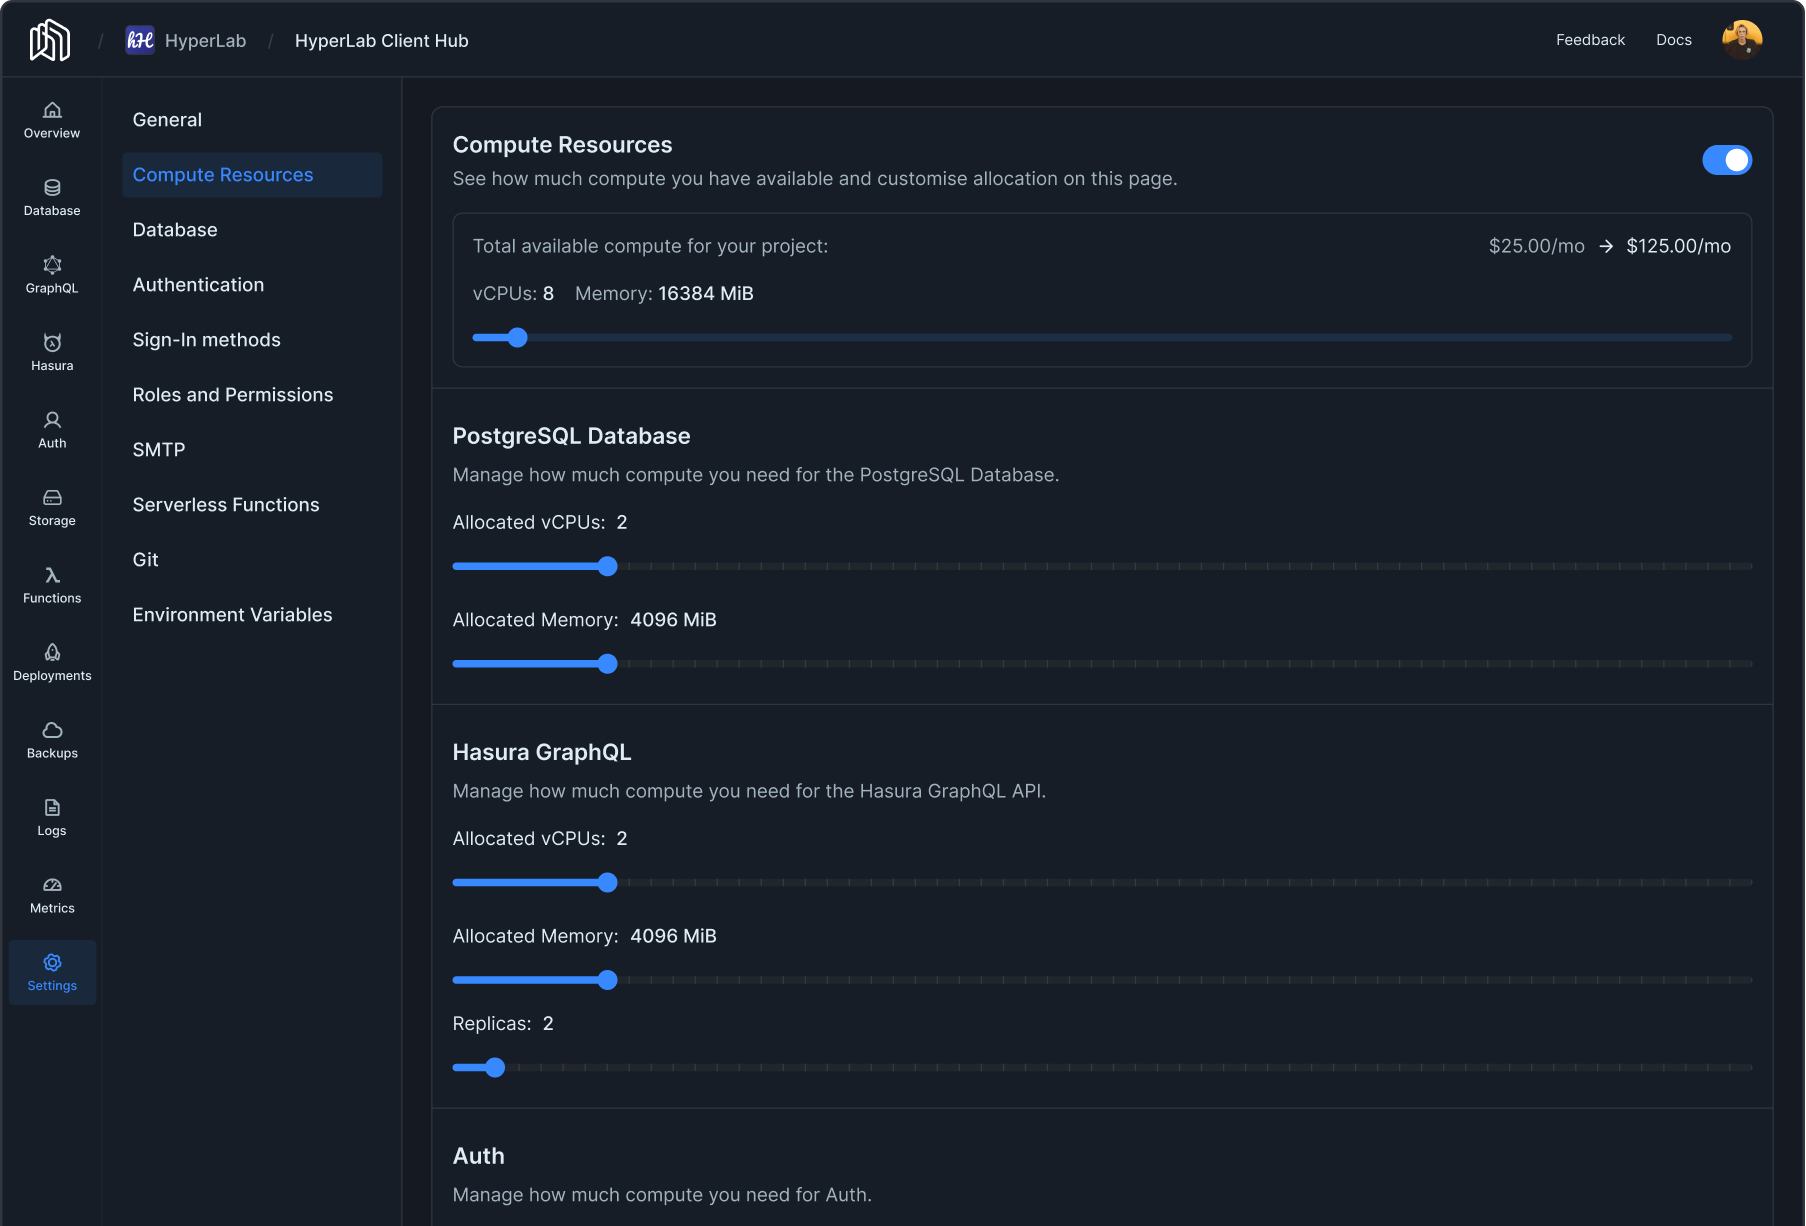 / hH HyperLab / HyperLab Client Hub
Feedback Docs
Overview
Database
GraphQL
Hasura
Auth
Storage
Functions
Deployments
Backups
Logs
Metrics
Settings
General
Compute Resources
Database
Authentication
Sign-In methods
Roles and Permissions
SMTP
Serverless Functions
Git
Environment Variables
Compute Resources
See how much compute you have available and customise allocation on this page.
Total available compute for your project: $25.00/mo → $125.00/mo
vCPUs: 8 Memory: 16384 MiB
PostgreSQL Database
Manage how much compute you need for the PostgreSQL Database.
Allocated vCPUs: 2
Allocated Memory: 4096 MiB
Hasura GraphQL
Manage how much compute you need for the Hasura GraphQL API.
Allocated vCPUs: 2
Allocated Memory: 4096 MiB
Replicas: 2
Auth
Manage how much compute you need for Auth.